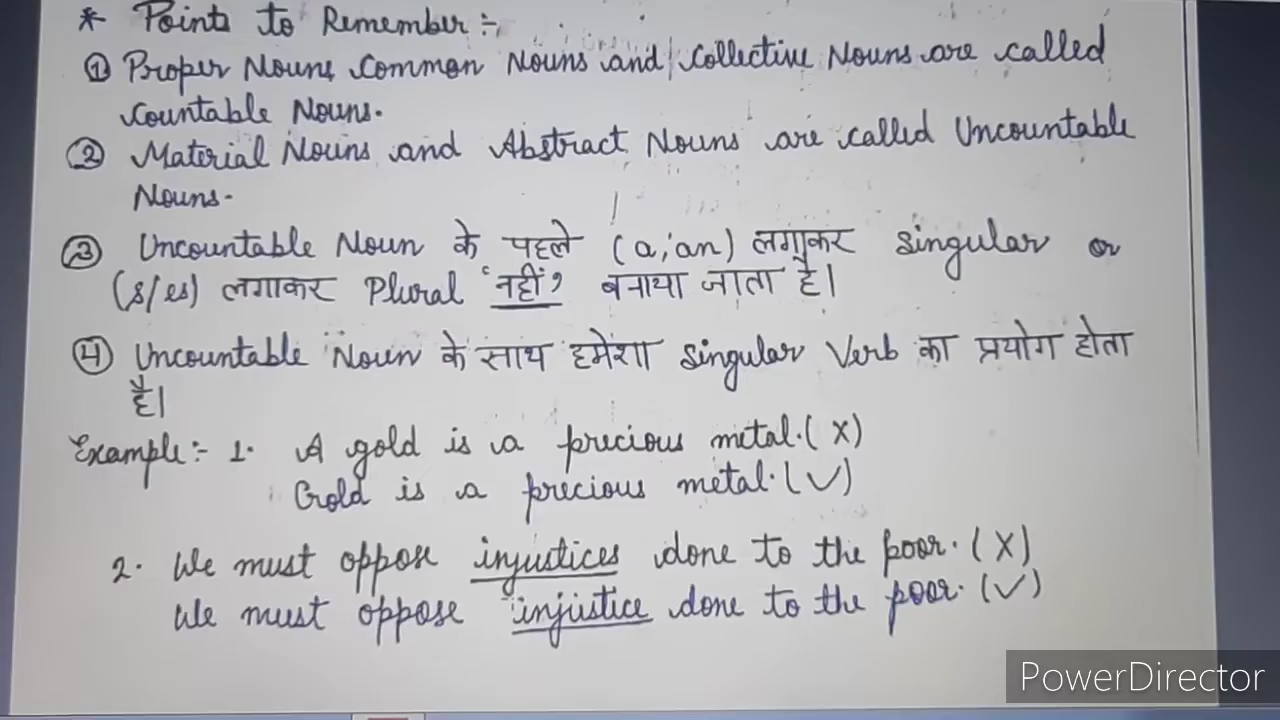 * Points to Remember :-
① Proper Nouns, Common Nouns and Collective Nouns are called
Countable Nouns.
② Material Nouns and Abstract Nouns are called Uncountable
Nouns.
③ Uncountable Noun के पहले (a, an) लगाकर singular or
(s/es) लगाकर Plural 'नहीं' बनाया जाता है।
④ Uncountable Noun के साथ हमेशा singular Verb का प्रयोग होता
है।
Example :- 1. A gold is a precious metal. (X)
Gold is a precious metal. (✓)
2. We must oppose injustices done to the poor. (X)
We must oppose injustice done to the poor. (✓)
PowerDirector